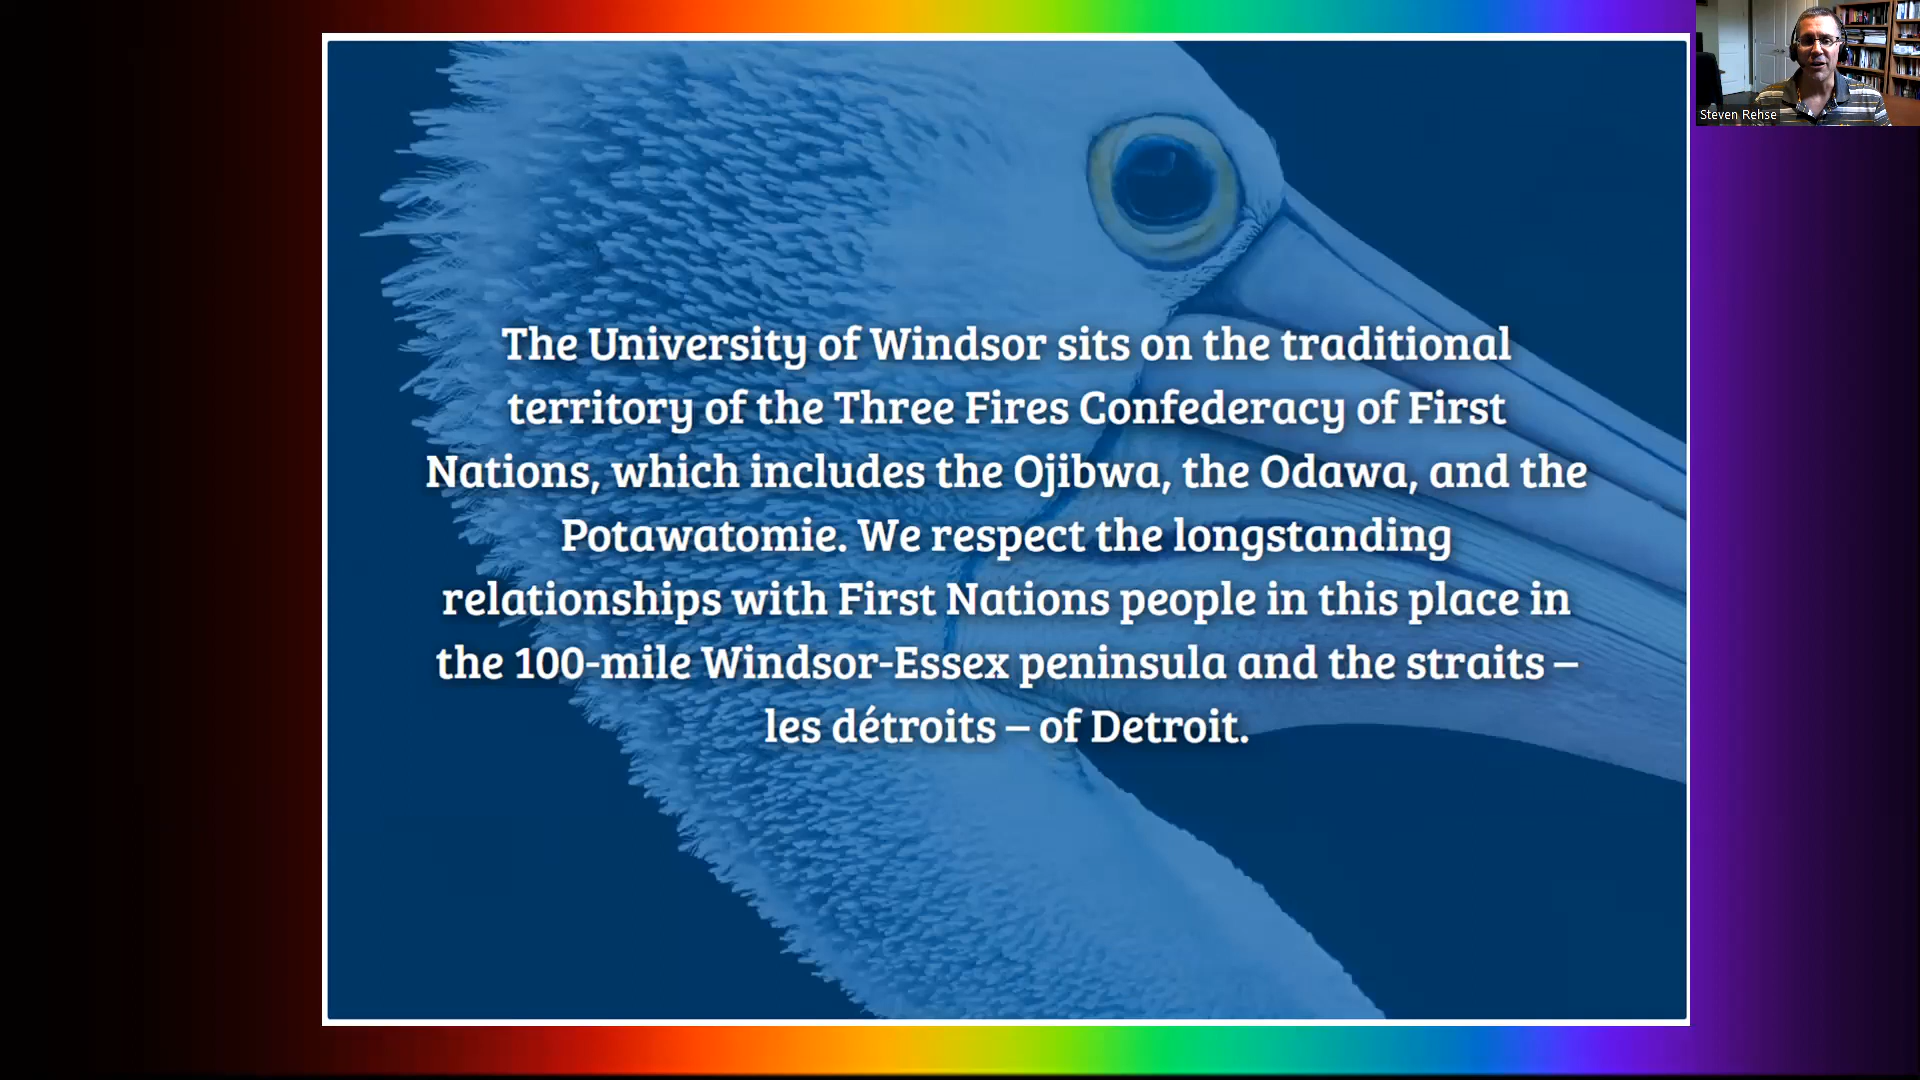 Steven Rehse
The University of Windsor sits on the traditional
territory of the Three Fires Confederacy of First
Nations, which includes the Ojibwa, the Odawa, and the
Potawatomie. We respect the longstanding
relationships with First Nations people in this place in
the 100-mile Windsor-Essex peninsula and the straits –
les détroits – of Detroit.